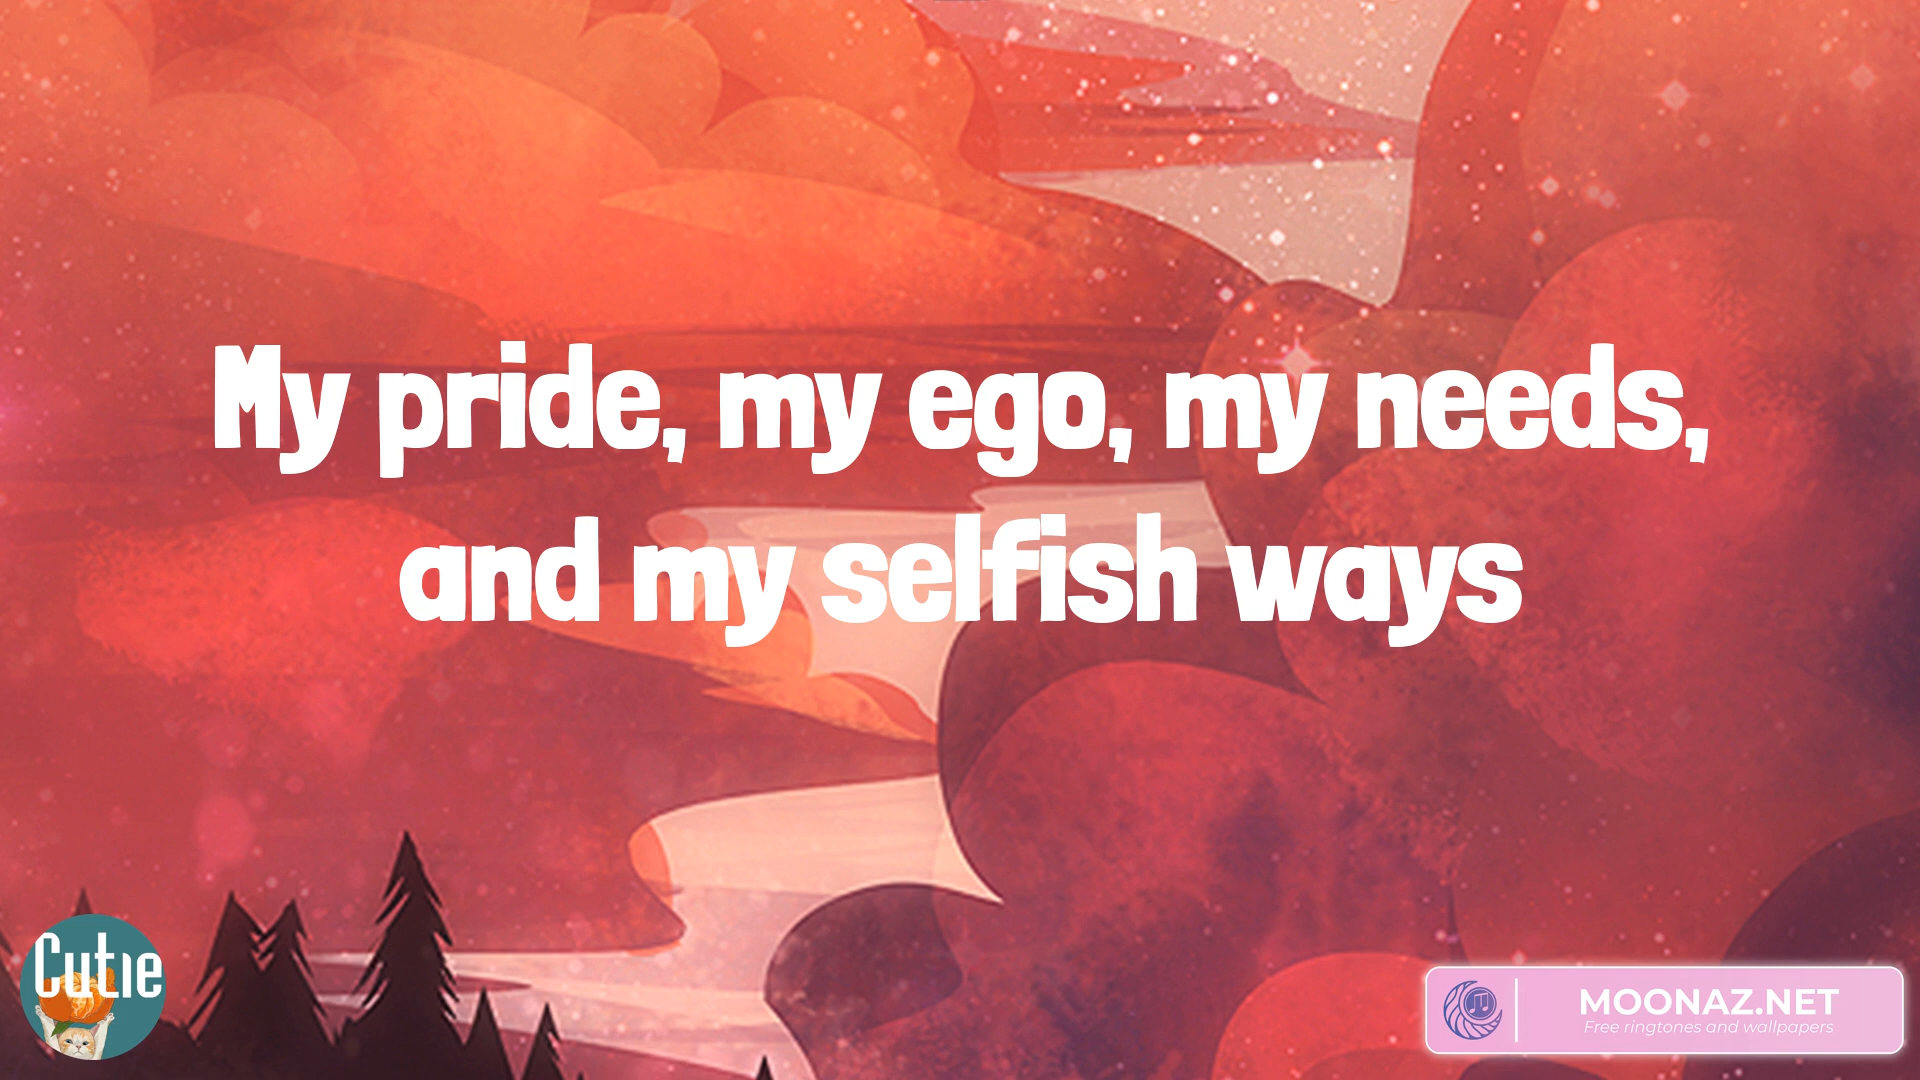 My pride, my ego, my needs,
and my selfish ways
Cutie
MOONAZ.NET
Free ringtones and wallpapers